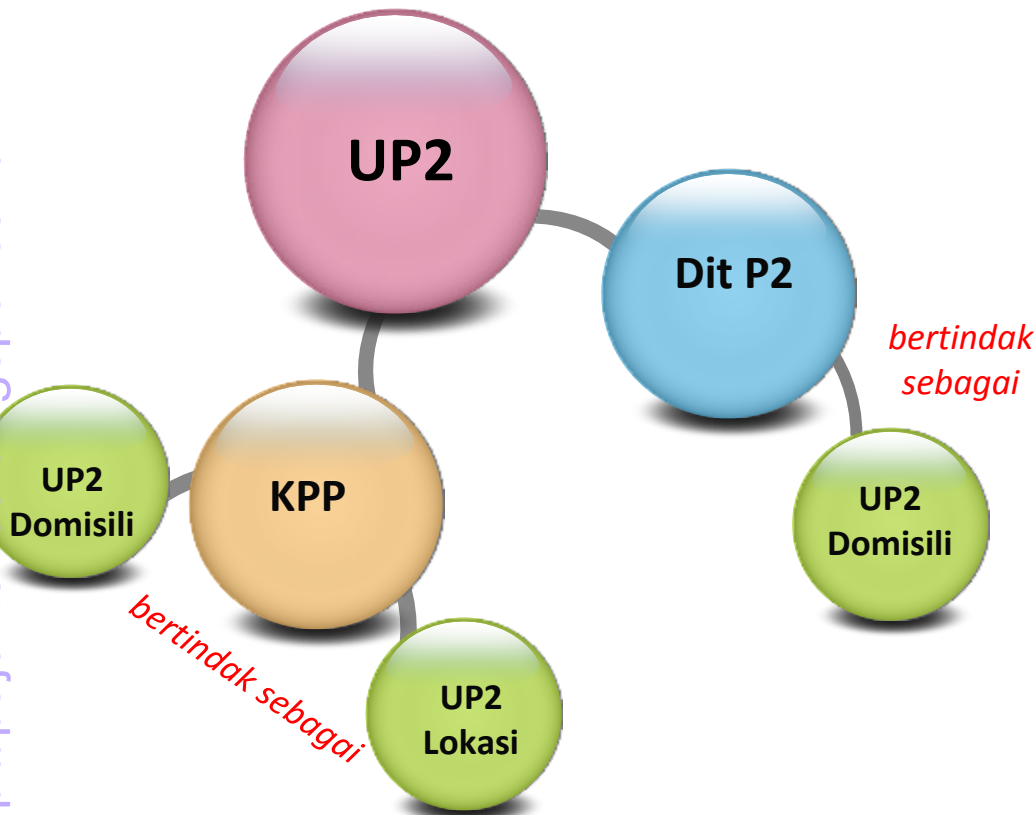 UP2
Dit P2
bertindak
sebagai
UP2
Domisili
KPP
UP2
Domisili
bertindak sebagai
UP2
Lokasi